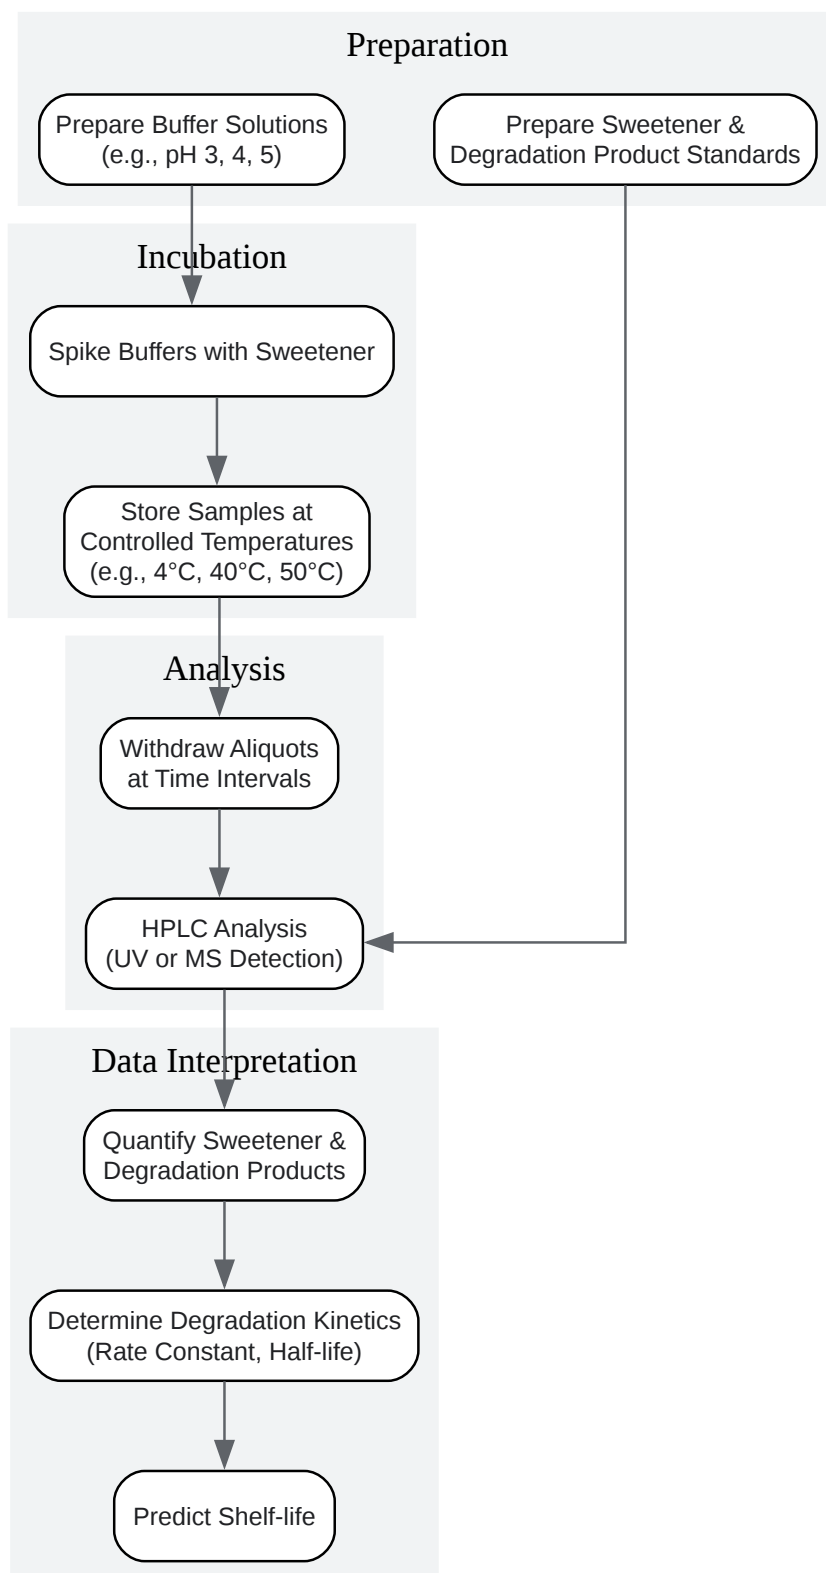 Preparation
Prepare Buffer Solutions
(e.g., pH 3, 4, 5)
Prepare Sweetener &
Degradation Product Standards
Incubation
Spike Buffers with Sweetener
Store Samples at
Controlled Temperatures
(e.g., 4°C, 40°C, 50°C)
Analysis
Withdraw Aliquots
at Time Intervals
HPLC Analysis
(UV or MS Detection)
Data Interpretation
Quantify Sweetener &
Degradation Products
Determine Degradation Kinetics
(Rate Constant, Half-life)
Predict Shelf-life